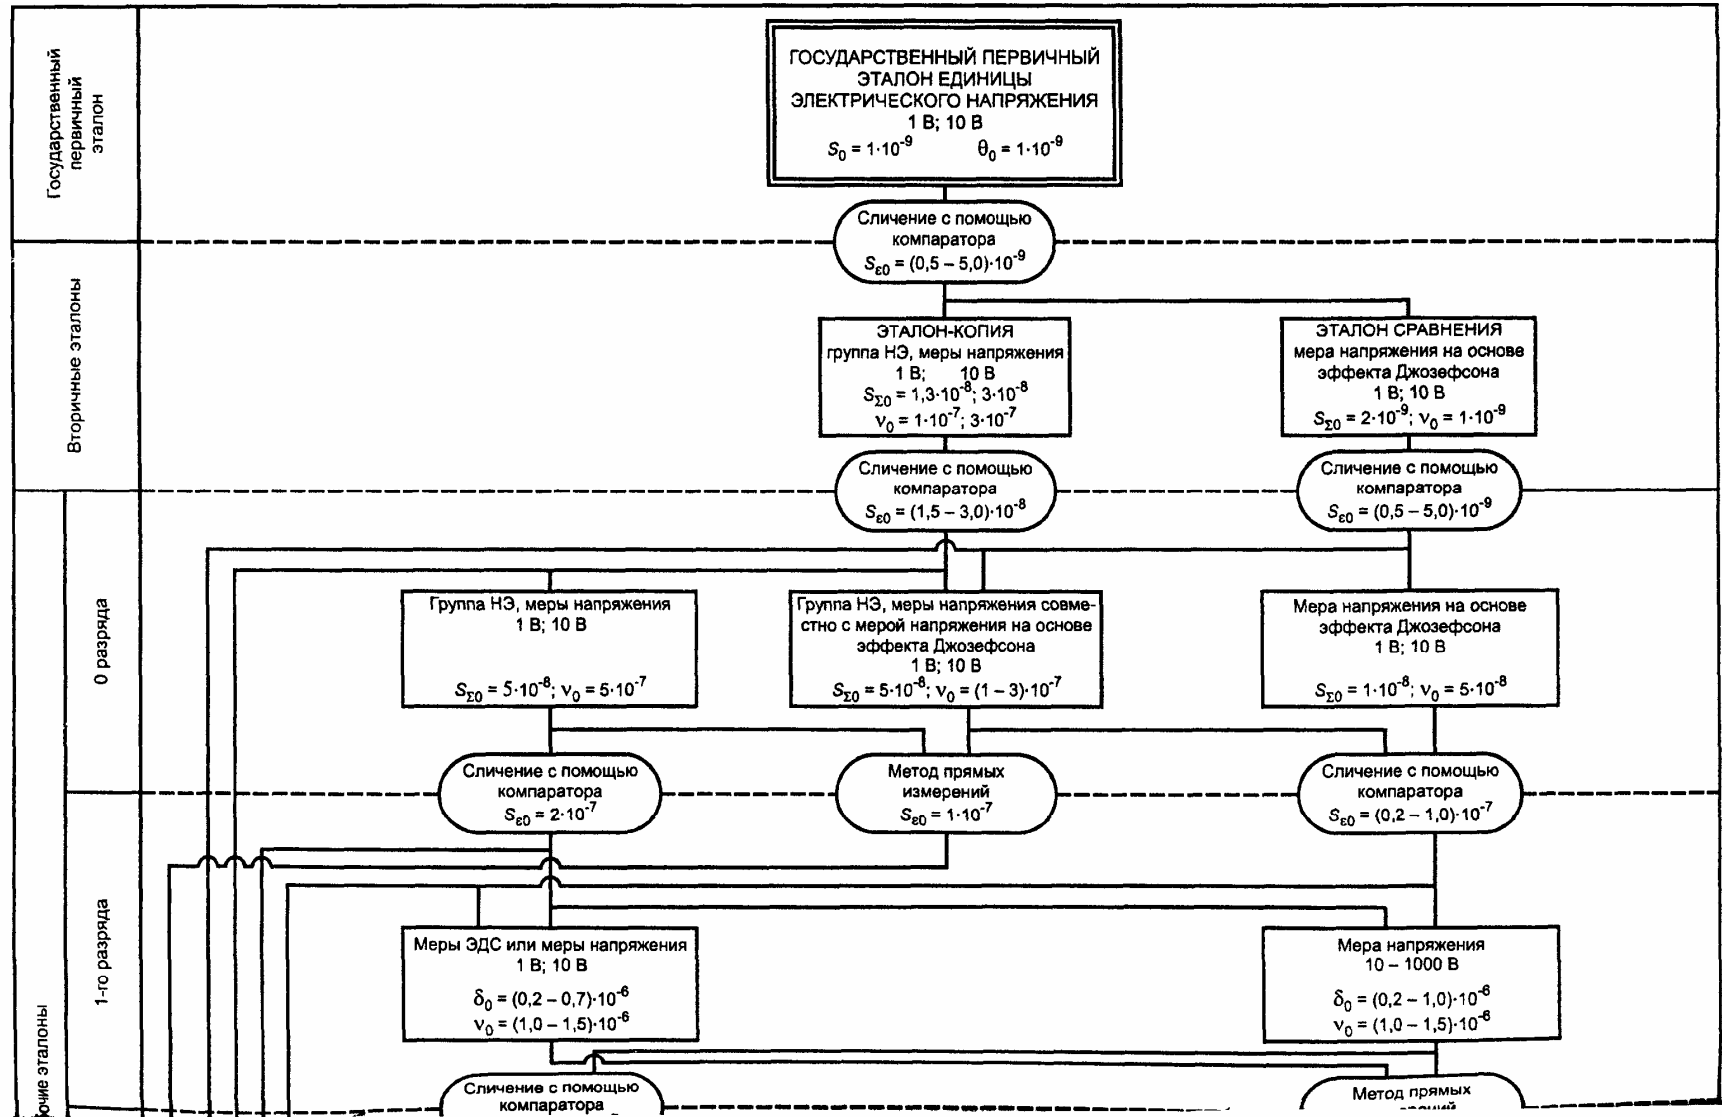 Государственный
первичный
эталон
ГОСУДАРСТВЕННЫЙ ПЕРВИЧНЫЙ
ЭТАЛОН ЕДИНИЦЫ
ЭЛЕКТРИЧЕСКОГО НАПРЯЖЕНИЯ
1 В; 10 В
S₀ = 1·10⁻⁹ θ₀ = 1·10⁻⁹
Сличение с помощью
компаратора
Sε₀ = (0,5 – 5,0)·10⁻⁹
Вторичные эталоны
ЭТАЛОН-КОПИЯ
группа НЭ, меры напряжения
1 В; 10 В
S_Σ0 = 1,3·10⁻⁸; 3·10⁻⁸
ν₀ = 1·10⁻⁷; 3·10⁻⁷
ЭТАЛОН СРАВНЕНИЯ
мера напряжения на основе
эффекта Джозефсона
1 В; 10 В
S_Σ0 = 2·10⁻⁹; ν₀ = 1·10⁻⁹
Сличение с помощью
компаратора
Sε₀ = (1,5 – 3,0)·10⁻⁸
Сличение с помощью
компаратора
Sε₀ = (0,5 – 5,0)·10⁻⁹
0 разряда
Группа НЭ, меры напряжения
1 В; 10 В
S_Σ0 = 5·10⁻⁸; ν₀ = 5·10⁻⁷
Группа НЭ, меры напряжения совме-
стно с мерой напряжения на основе
эффекта Джозефсона
1 В; 10 В
S_Σ0 = 5·10⁻⁸; ν₀ = (1 – 3)·10⁻⁷
Мера напряжения на основе
эффекта Джозефсона
1 В; 10 В
S_Σ0 = 1·10⁻⁸; ν₀ = 5·10⁻⁸
Сличение с помощью
компаратора
Sε₀ = 2·10⁻⁷
Метод прямых
измерений
Sε₀ = 1·10⁻⁷
Сличение с помощью
компаратора
Sε₀ = (0,2 – 1,0)·10⁻⁷
1-го разряда
Меры ЭДС или меры напряжения
1 В; 10 В
δ₀ = (0,2 – 0,7)·10⁻⁶
ν₀ = (1,0 – 1,5)·10⁻⁶
Мера напряжения
10 – 1000 В
δ₀ = (0,2 – 1,0)·10⁻⁶
ν₀ = (1,0 – 1,5)·10⁻⁶
эталоны
Сличение с помощью
компаратора
Метод прямых